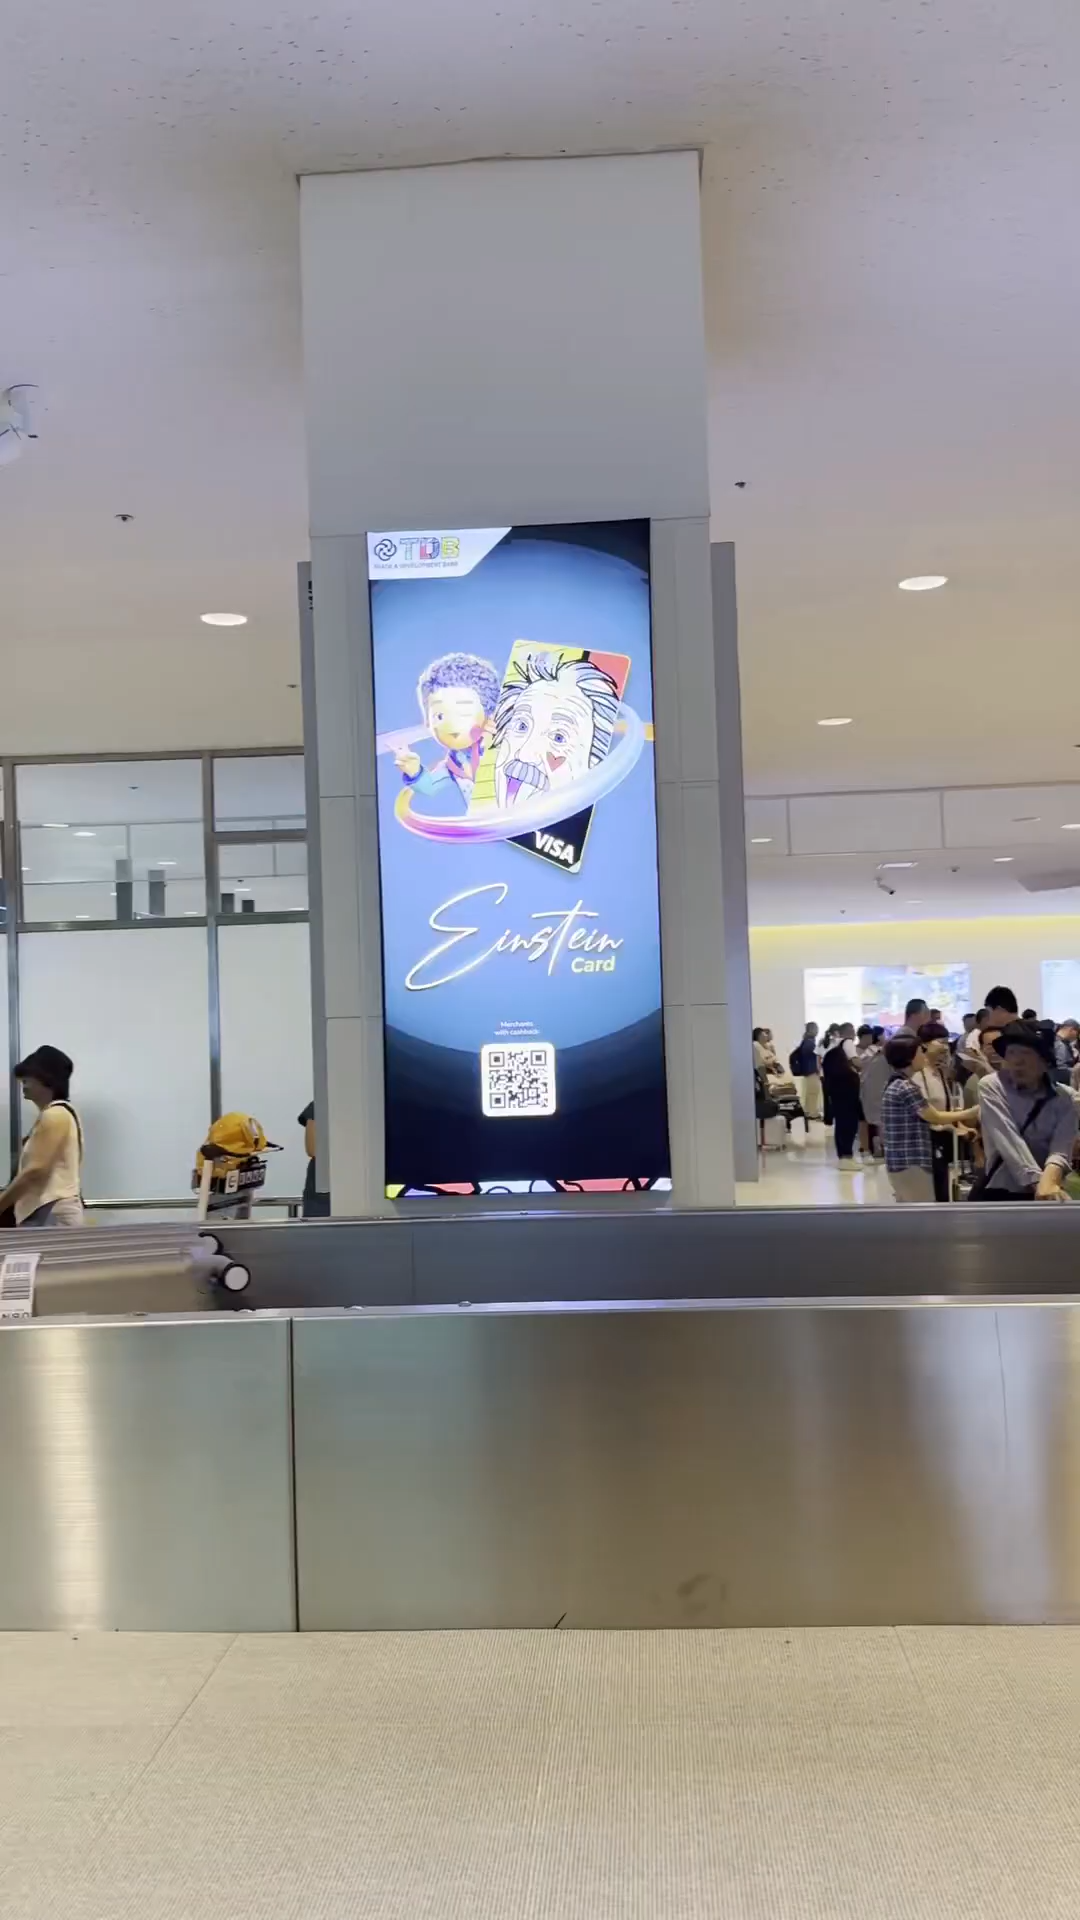 TDB
TRADE & DEVELOPMENT BANK
VISA
Einstein
Card
Merchants
with cashback